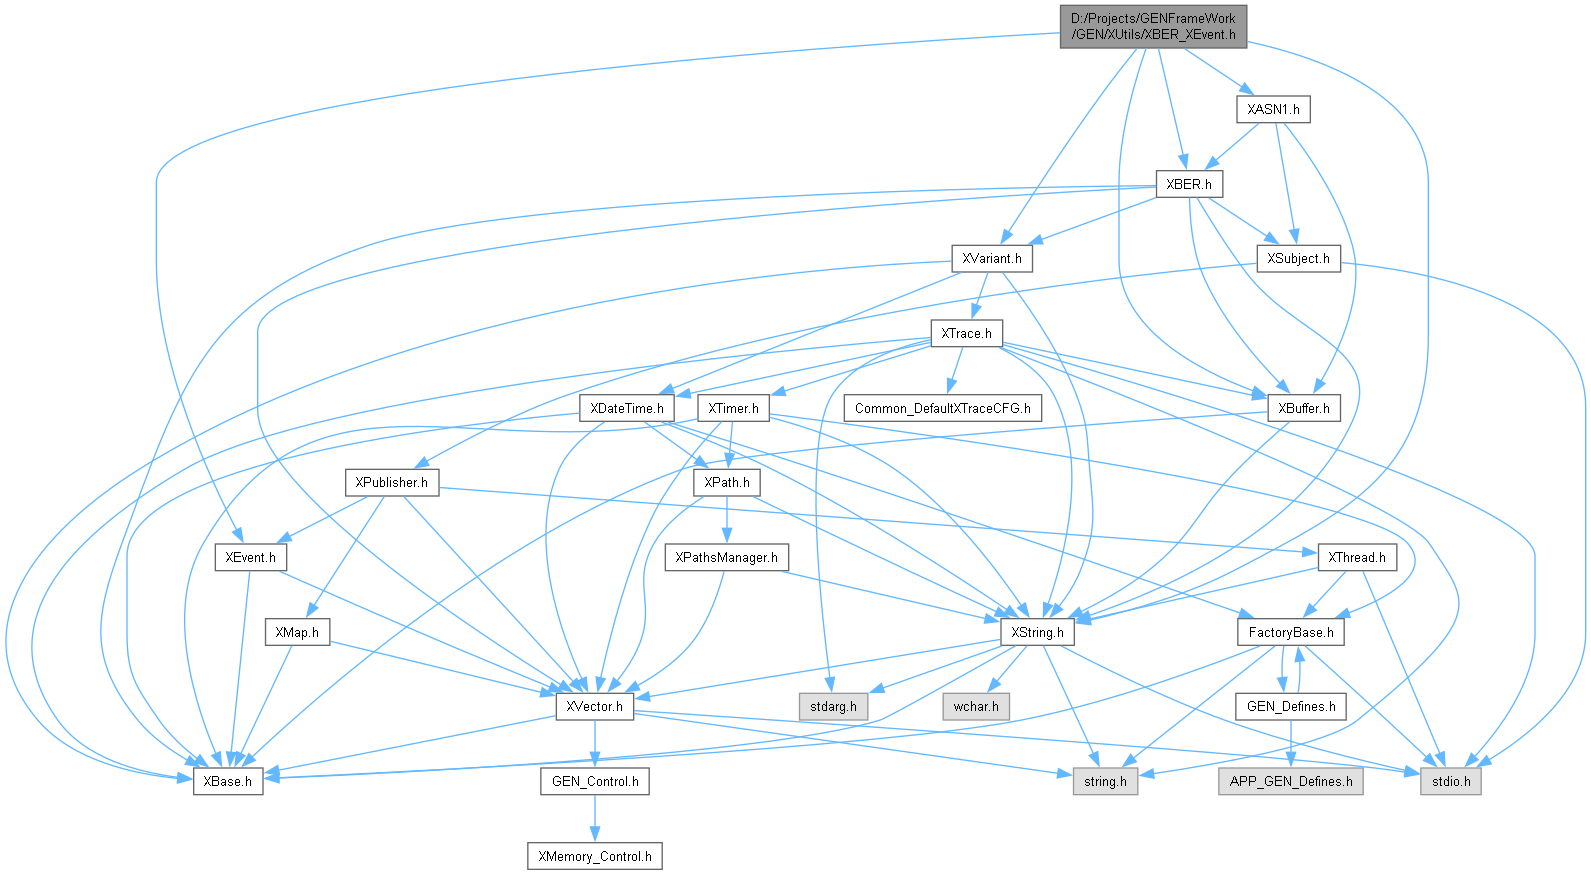 D:/Projects/GENFrameWork
/GEN/XUtils/XBER_XEvent.h
XASN1.h
XBER.h
XVariant.h
XSubject.h
XTrace.h
XDateTime.h
XTimer.h
Common_DefaultXTraceCFG.h
XBuffer.h
XPublisher.h
XPath.h
XEvent.h
XPathsManager.h
XThread.h
XMap.h
XString.h
FactoryBase.h
XVector.h
stdarg.h
wchar.h
GEN_Defines.h
XBase.h
GEN_Control.h
string.h
APP_GEN_Defines.h
stdio.h
XMemory_Control.h